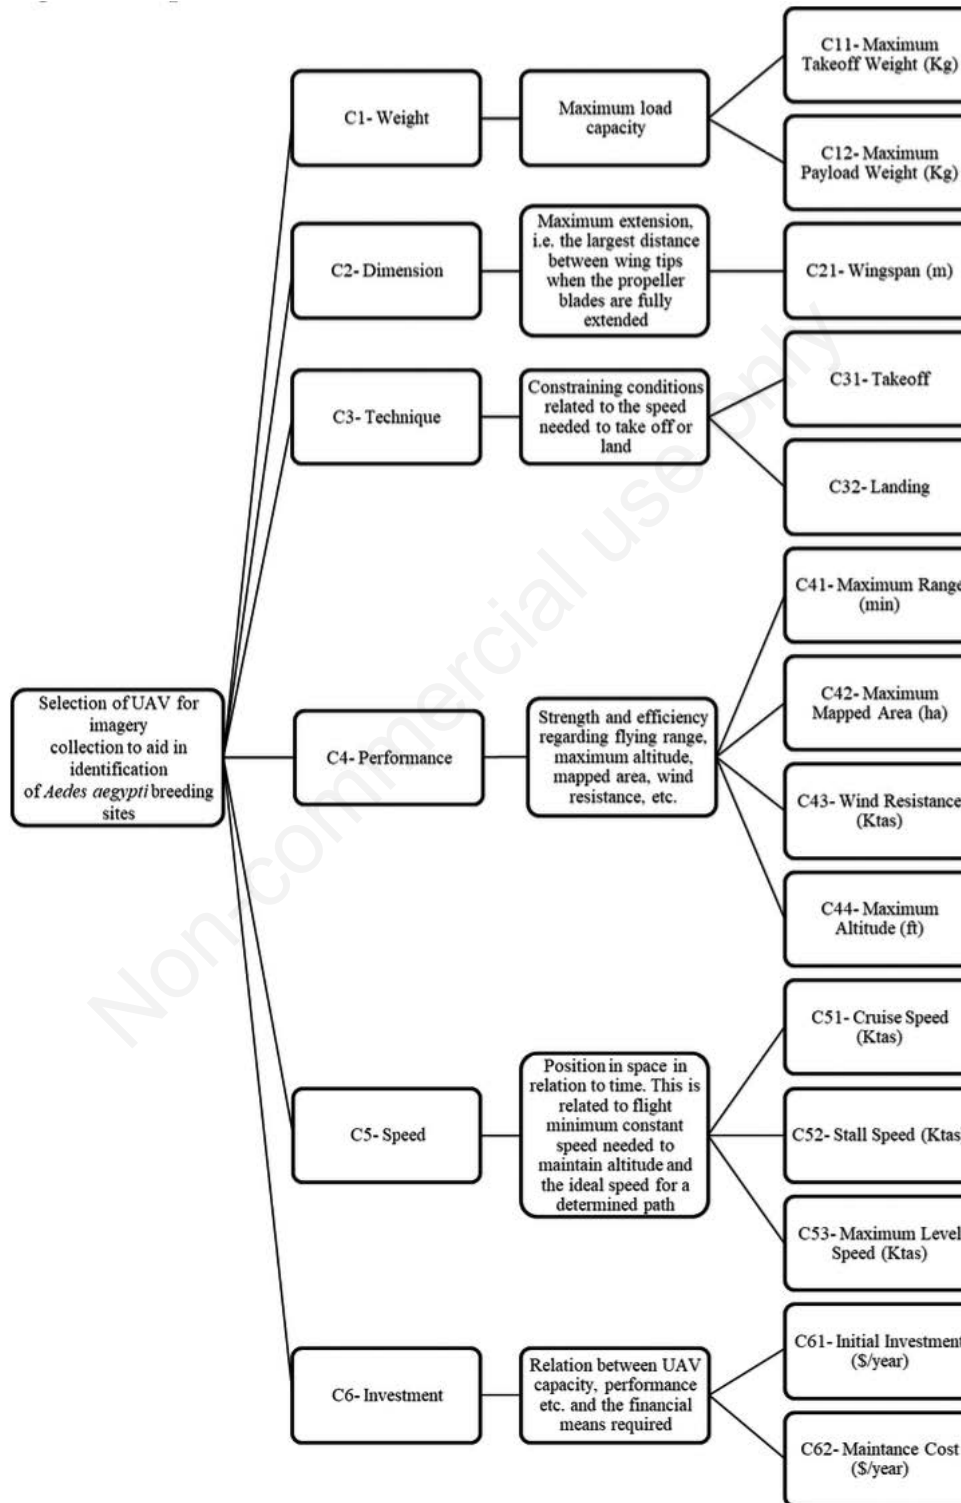 C11- Maximum
Takeoff Weight (Kg)
C1- Weight
Maximum load
capacity
C12- Maximum
Payload Weight (Kg)
Maximum extension,
i.e. the largest distance
between wing tips
when the propeller
blades are fully
extended
C2- Dimension
C21- Wingspan (m)
C31- Takeoff
C3- Technique
Constraining conditions
related to the speed
needed to take off or
land
C32- Landing
C41- Maximum Range
(min)
C42- Maximum
Mapped Area (ha)
Selection of UAV for
imagery
collection to aid in
identification
of Aedes aegypti breeding
sites
C4- Performance
Strength and efficiency
regarding flying range,
maximum altitude,
mapped area, wind
resistance, etc.
C43- Wind Resistance
(Ktas)
C44- Maximum
Altitude (ft)
C51- Cruise Speed
(Ktas)
C5- Speed
Position in space in
relation to time. This is
related to flight
minimum constant
speed needed to
maintain altitude and
the ideal speed for a
determined path
C52- Stall Speed (Ktas)
C53- Maximum Level
Speed (Ktas)
C61- Initial Investment
($/year)
C6- Investment
Relation between UAV
capacity, performance
etc. and the financial
means required
C62- Maintance Cost
($/year)
Non-commercial use only